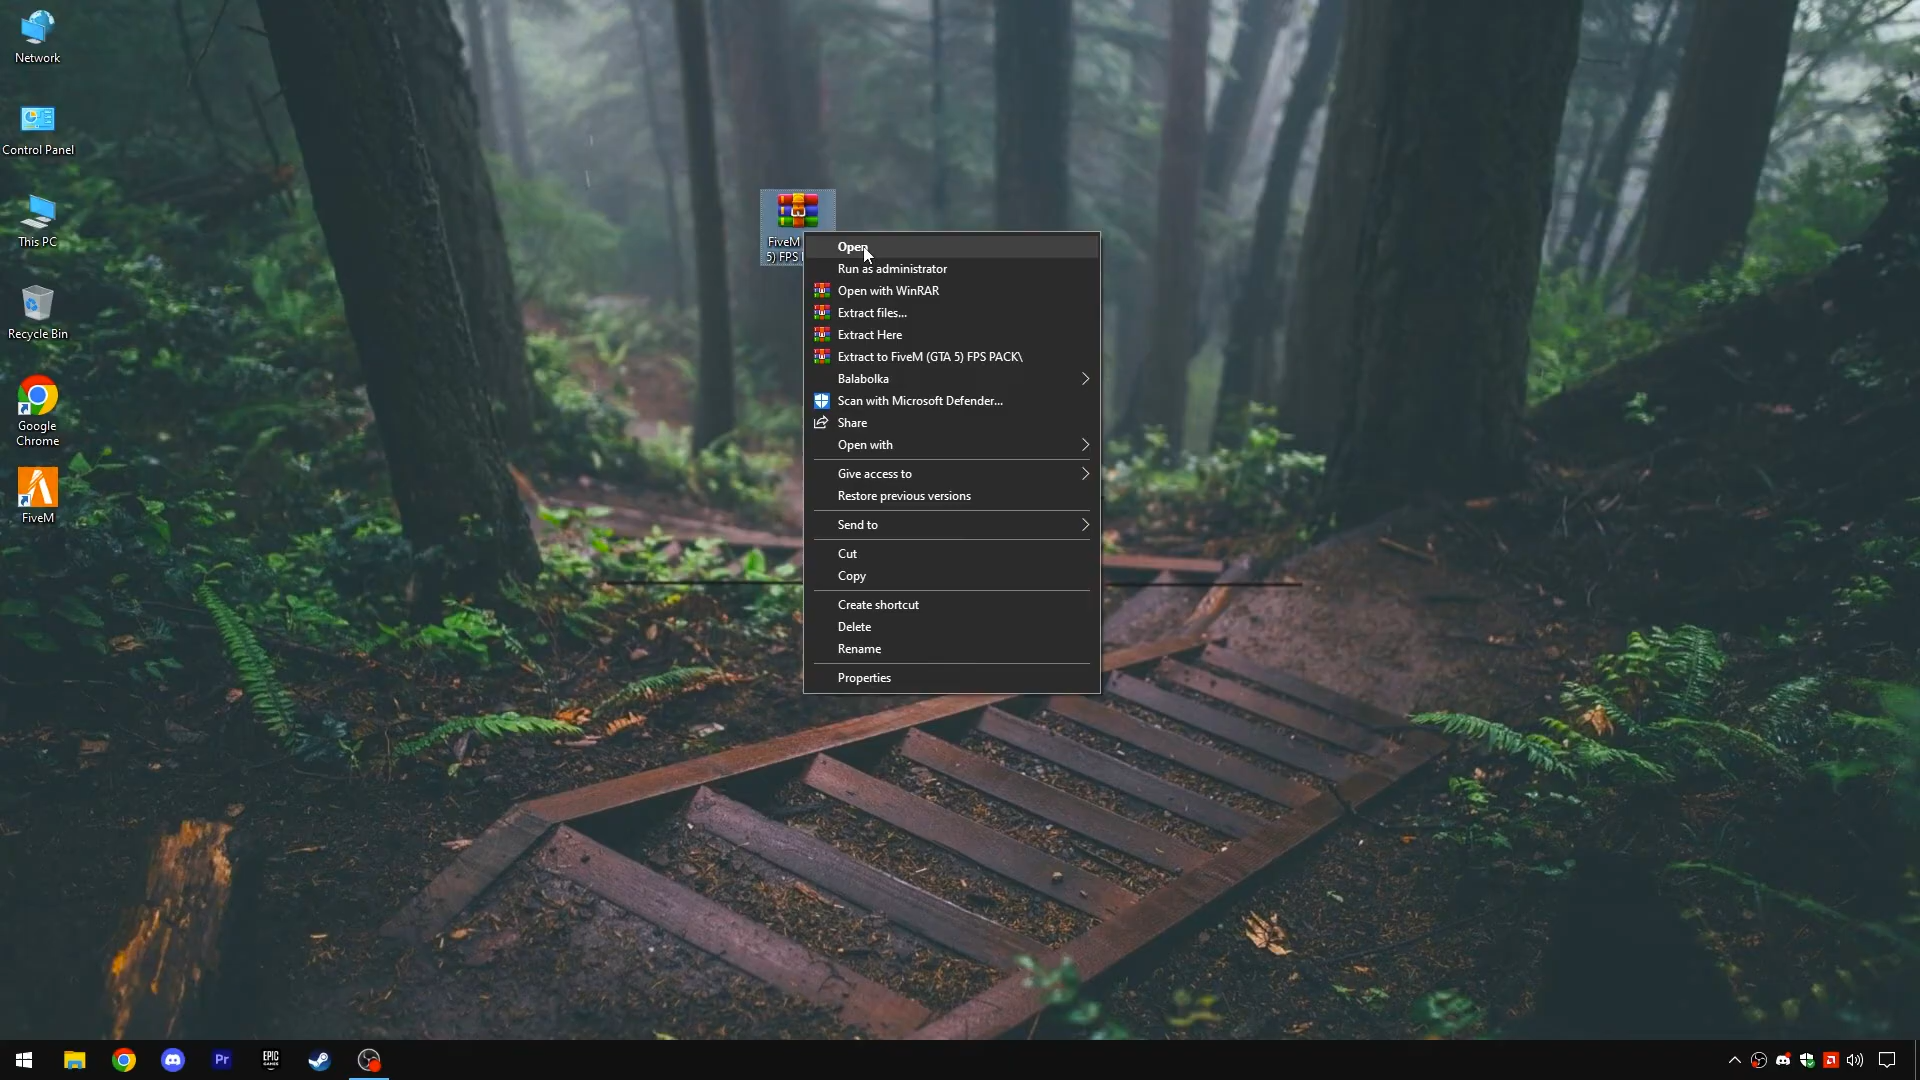 Network
Control Panel
This PC
Recycle Bin
Google
Chrome
FiveM
FiveM
5) FPS
Open
Run as administrator
Open with WinRAR
Extract files...
Extract Here
Extract to FiveM (GTA 5) FPS PACK\
Balabolka
Scan with Microsoft Defender...
Share
Open with
Give access to
Restore previous versions
Send to
Cut
Copy
Create shortcut
Delete
Rename
Properties
Pr
EPIC
GAMES